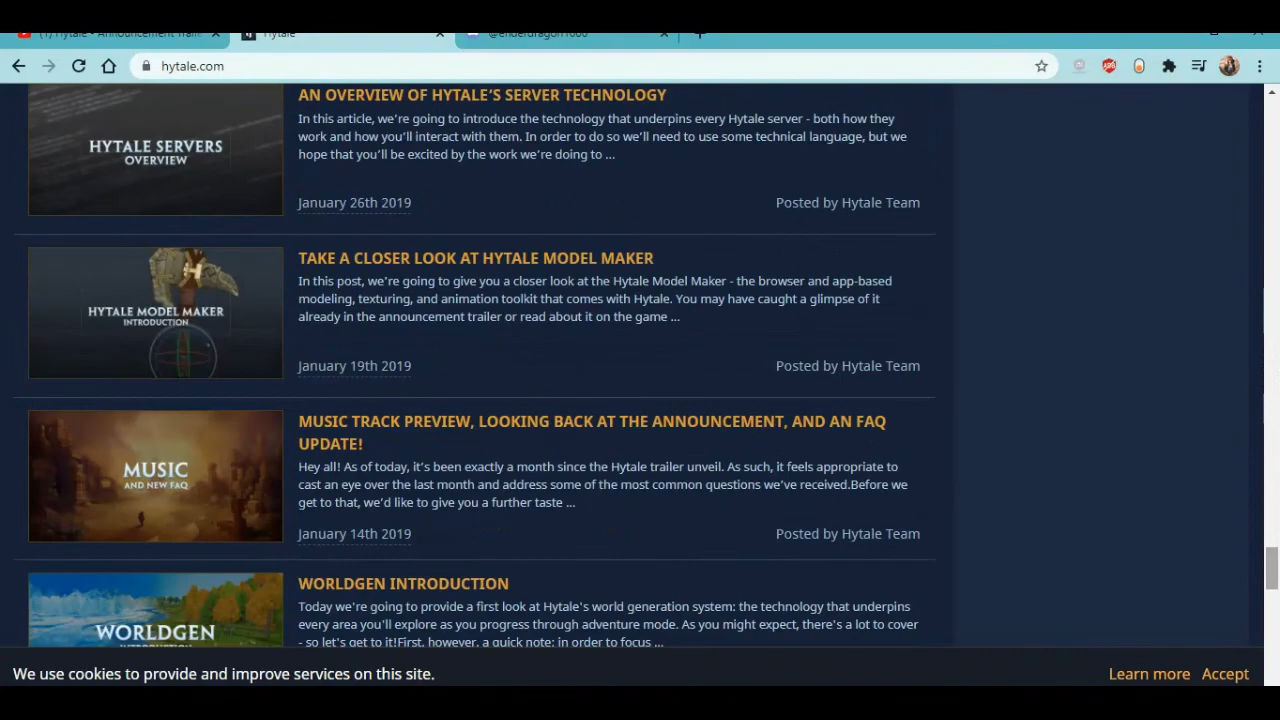 (1) Hytale - Announcement Trail
Hytale
@enderdragon1000
hytale.com
AN OVERVIEW OF HYTALE'S SERVER TECHNOLOGY
In this article, we're going to introduce the technology that underpins every Hytale server - both how they
work and how you'll interact with them. In order to do so we'll need to use some technical language, but we
hope that you'll be excited by the work we're doing to ...
HYTALE SERVERS
OVERVIEW
January 26th 2019
Posted by Hytale Team
TAKE A CLOSER LOOK AT HYTALE MODEL MAKER
In this post, we're going to give you a closer look at the Hytale Model Maker - the browser and app-based
modeling, texturing, and animation toolkit that comes with Hytale. You may have caught a glimpse of it
already in the announcement trailer or read about it on the game ...
HYTALE MODEL MAKER
INTRODUCTION
January 19th 2019
Posted by Hytale Team
MUSIC TRACK PREVIEW, LOOKING BACK AT THE ANNOUNCEMENT, AND AN FAQ
UPDATE!
Hey all! As of today, it's been exactly a month since the Hytale trailer unveil. As such, it feels appropriate to
cast an eye over the last month and address some of the most common questions we've received.Before we
get to that, we'd like to give you a further taste ...
MUSIC
AND NEW FAQ
January 14th 2019
Posted by Hytale Team
WORLDGEN INTRODUCTION
Today we're going to provide a first look at Hytale's world generation system: the technology that underpins
every area you'll explore as you progress through adventure mode. As you might expect, there's a lot to cover
- so let's get to it!First, however, a quick note: in order to focus ...
WORLDGEN
INTRODUCTION
We use cookies to provide and improve services on this site.
Learn more
Accept